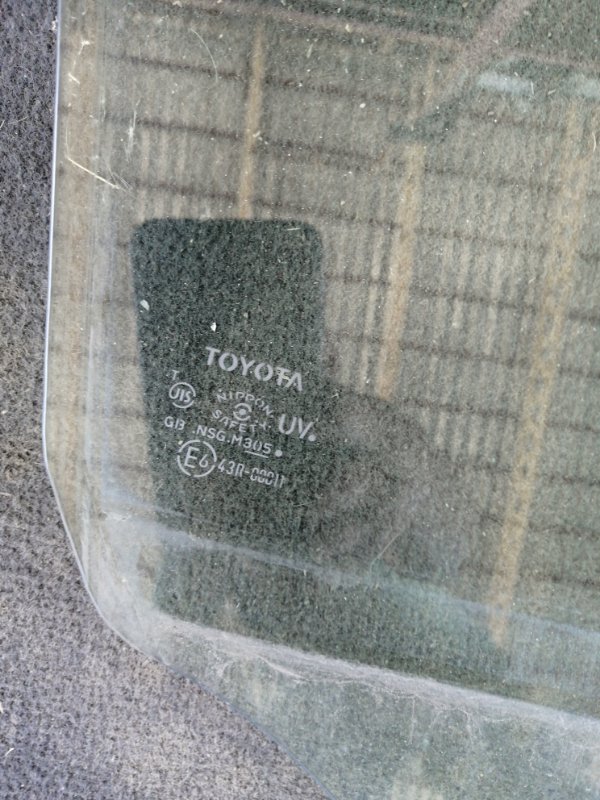 TOYOTA
T
JIS
NIPPON
SAFETY
UV
GB NSG.M305
E6 43R-00011